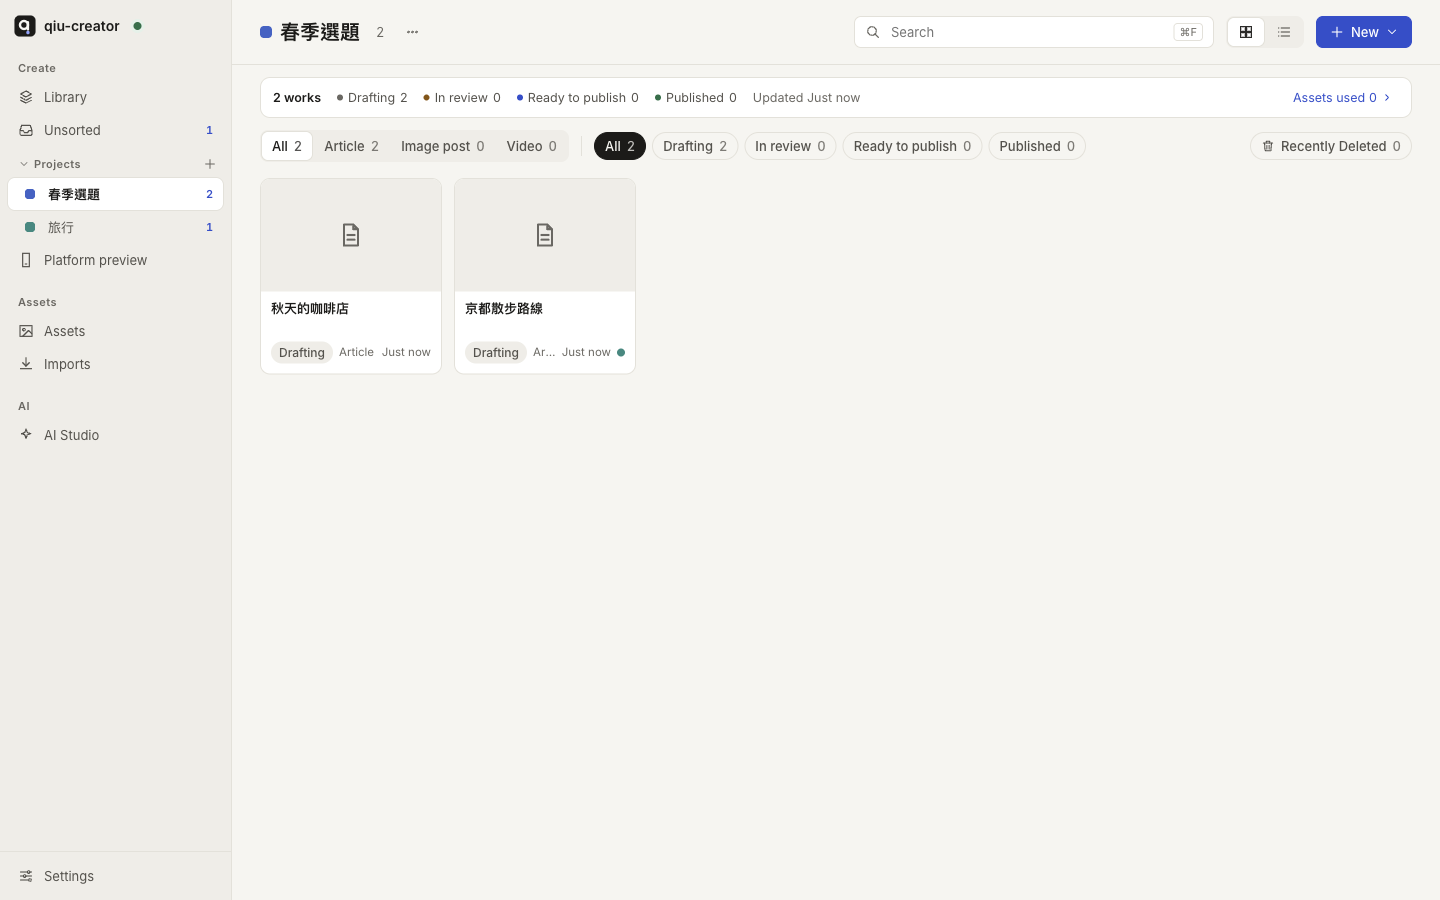 qiu-creator
Create
Library
Unsorted 1
Projects
春季選題 2
旅行 1
Platform preview
Assets
Assets
Imports
AI
AI Studio
Settings
春季選題 2
Search ⌘F
New
2 works Drafting 2 In review 0 Ready to publish 0 Published 0 Updated Just now Assets used 0
All 2 Article 2 Image post 0 Video 0 All 2 Drafting 2 In review 0 Ready to publish 0 Published 0 Recently Deleted 0
秋天的咖啡店
Drafting Article Just now
京都散步路線
Drafting Ar... Just now